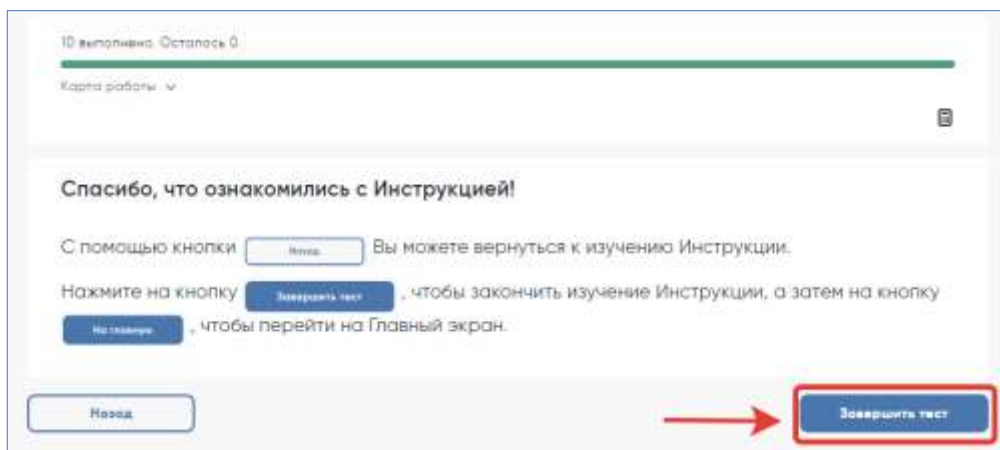 10 выполнено. Осталось 0.
Карта работы
Спасибо, что ознакомились с Инструкцией!
С помощью кнопки Назад Вы можете вернуться к изучению Инструкции.
Нажмите на кнопку Завершить тест , чтобы закончить изучение Инструкции, а затем на кнопку
На главную , чтобы перейти на Главный экран.
Назад
Завершить тест